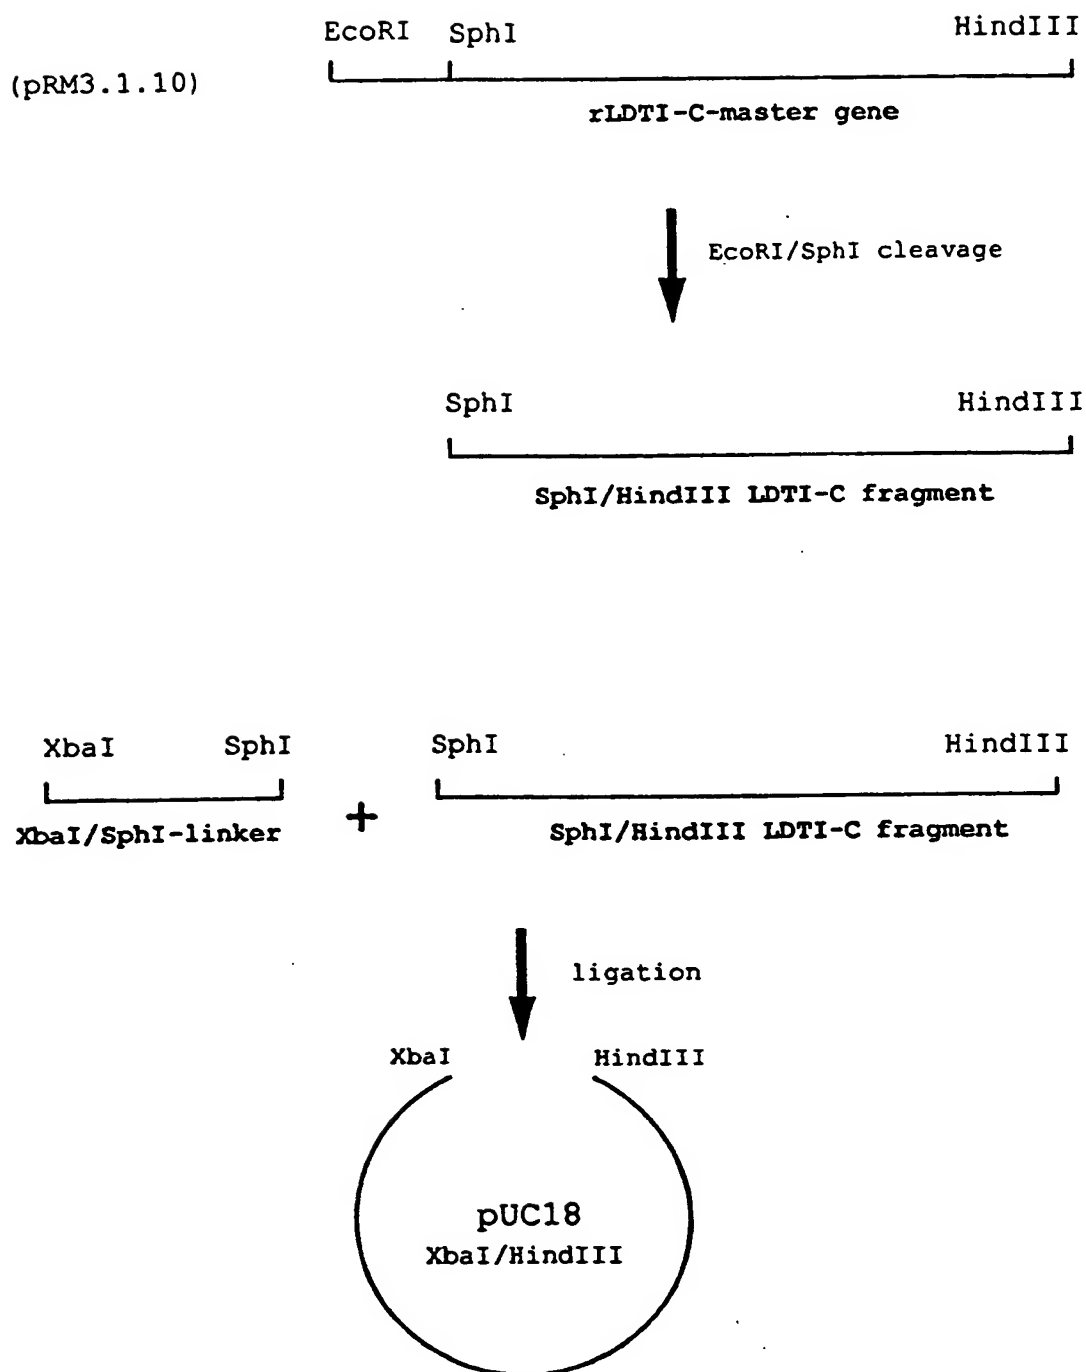 EcoRI SphI HindIII
(pRM3.1.10)
rLDTI-C-master gene
EcoRI/SphI cleavage
SphI HindIII
SphI/HindIII LDTI-C fragment
XbaI SphI SphI HindIII
+
XbaI/SphI-linker SphI/HindIII LDTI-C fragment
ligation
XbaI HindIII
pUC18
XbaI/HindIII